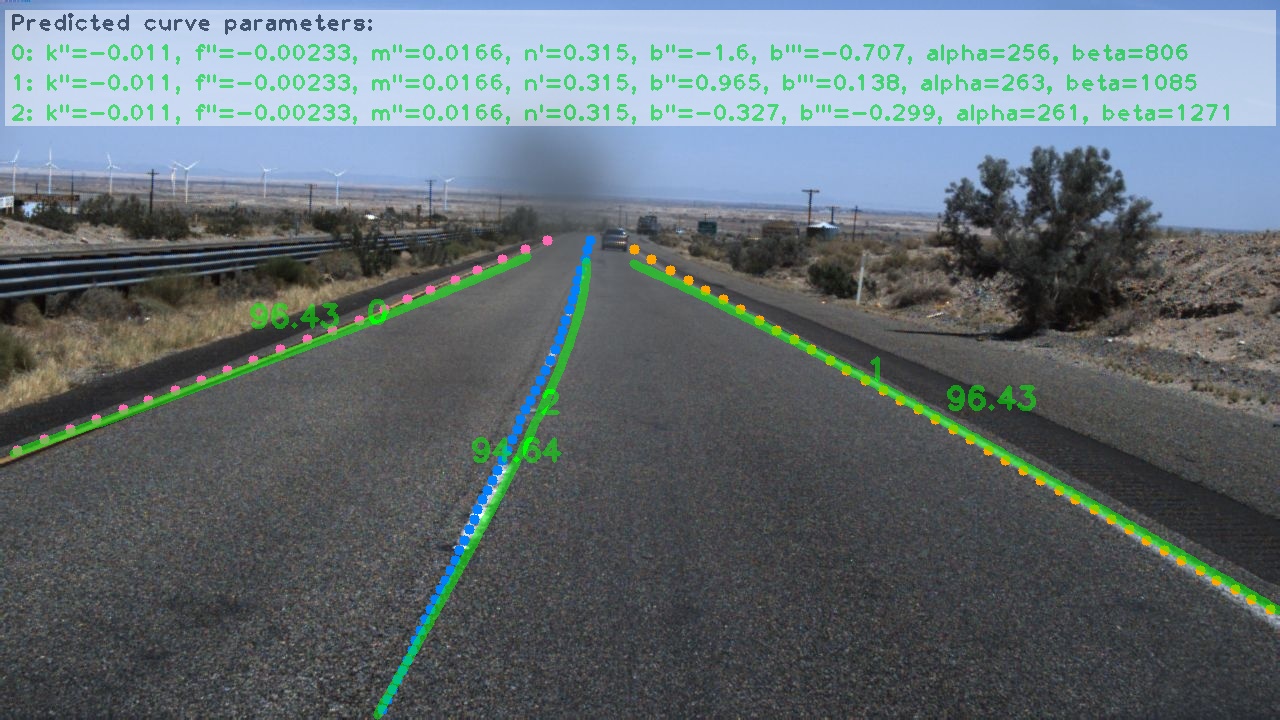 Predicted curve parameters:
0: k''=-0.011, f''=-0.00233, m''=0.0166, n'=0.315, b''=-1.6, b'''=-0.707, alpha=256, beta=806
1: k''=-0.011, f''=-0.00233, m''=0.0166, n'=0.315, b''=0.965, b'''=0.138, alpha=263, beta=1085
2: k''=-0.011, f''=-0.00233, m''=0.0166, n'=0.315, b''=-0.327, b'''=-0.299, alpha=261, beta=1271
96.43 0
1
96.43
2
94.64